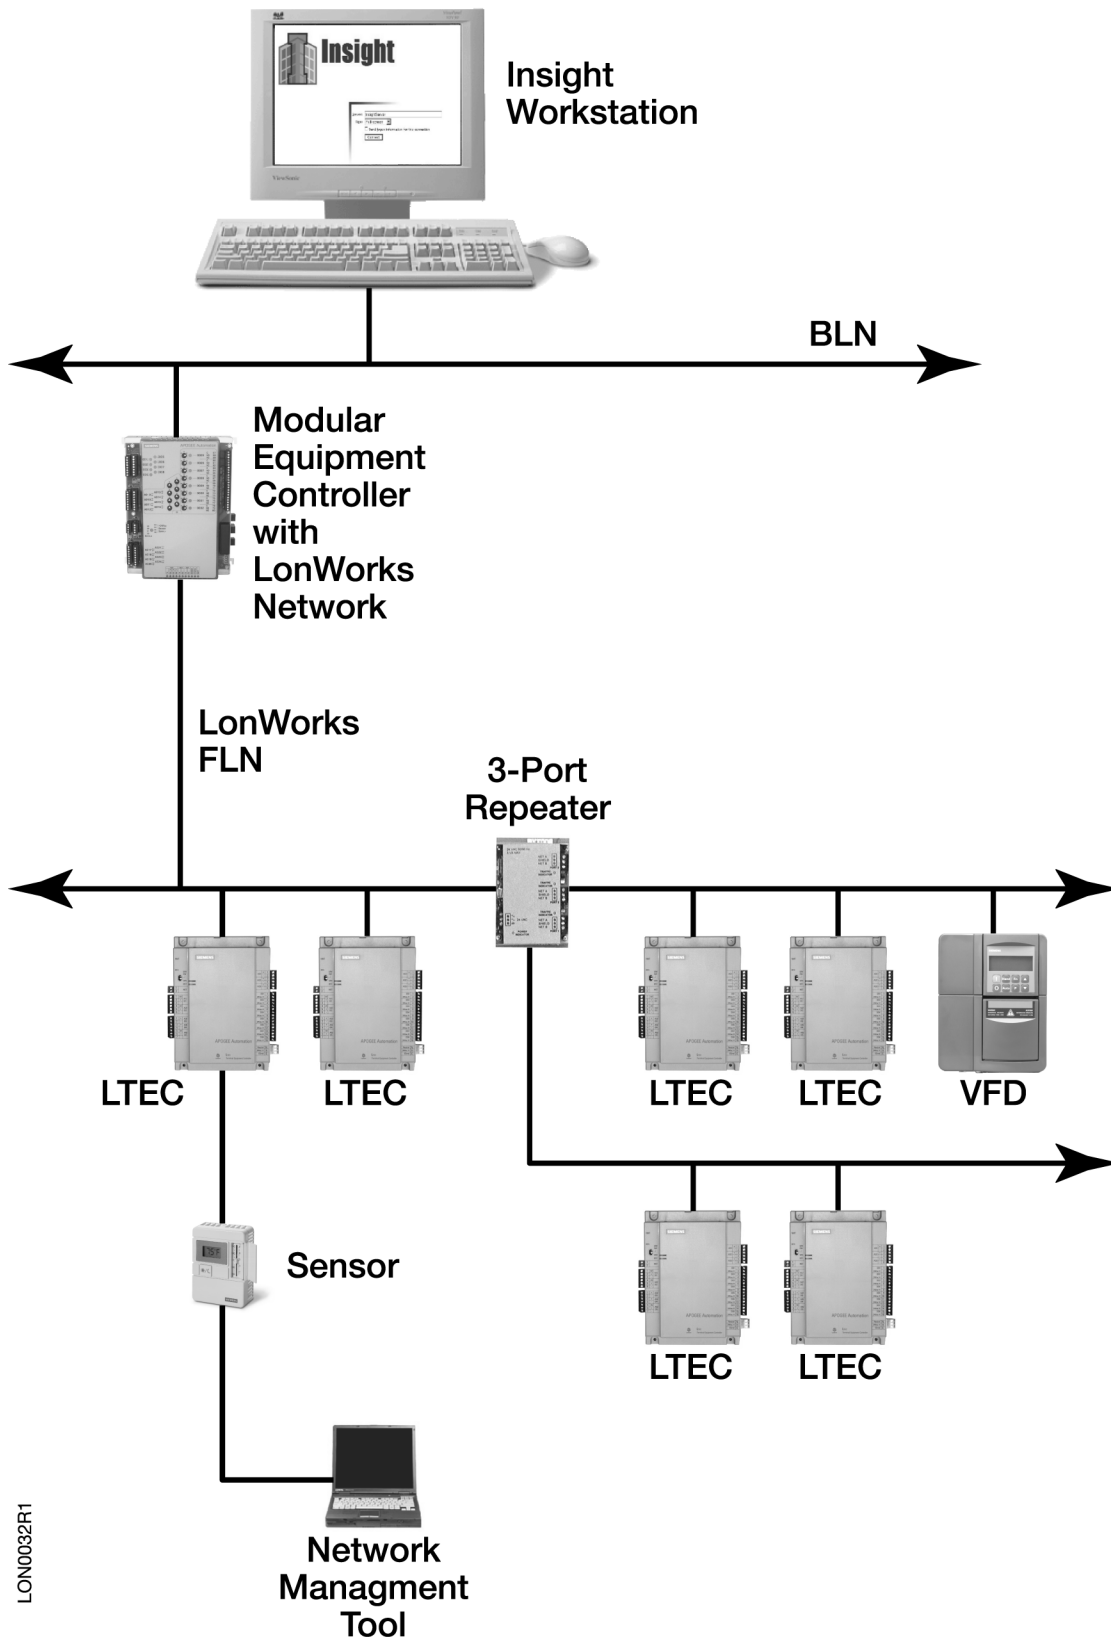 Insight
Insight
Workstation
ViewSonic
BLN
Modular
Equipment
Controller
with
LonWorks
Network
LonWorks
FLN
3-Port
Repeater
LTEC
LTEC
LTEC
LTEC
VFD
Sensor
LTEC
LTEC
Network
Managment
Tool
LON0032R1